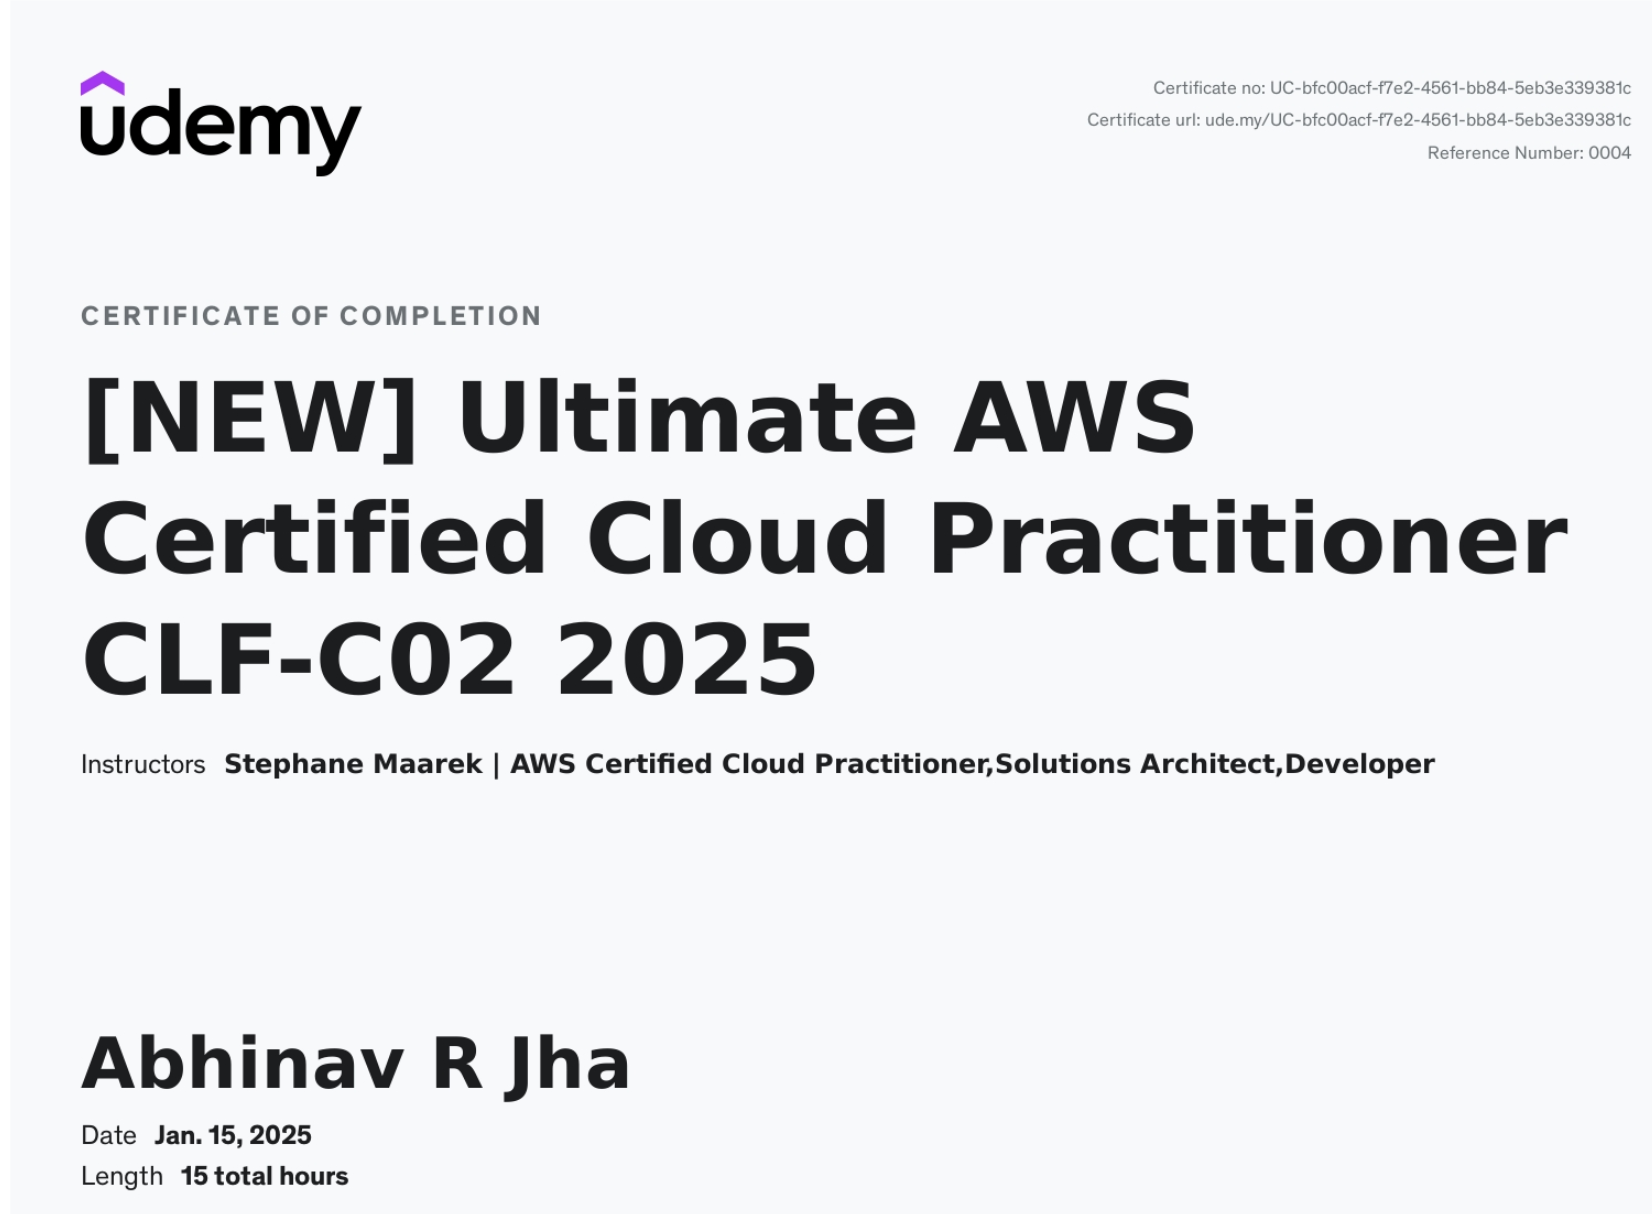 udemy
Certificate no: UC-bfc00acf-f7e2-4561-bb84-5eb3e339381c
Certificate url: ude.my/UC-bfc00acf-f7e2-4561-bb84-5eb3e339381c
Reference Number: 0004
CERTIFICATE OF COMPLETION
[NEW] Ultimate AWS
Certified Cloud Practitioner
CLF-C02 2025
Instructors Stephane Maarek | AWS Certified Cloud Practitioner,Solutions Architect,Developer
Abhinav R Jha
Date Jan. 15, 2025
Length 15 total hours